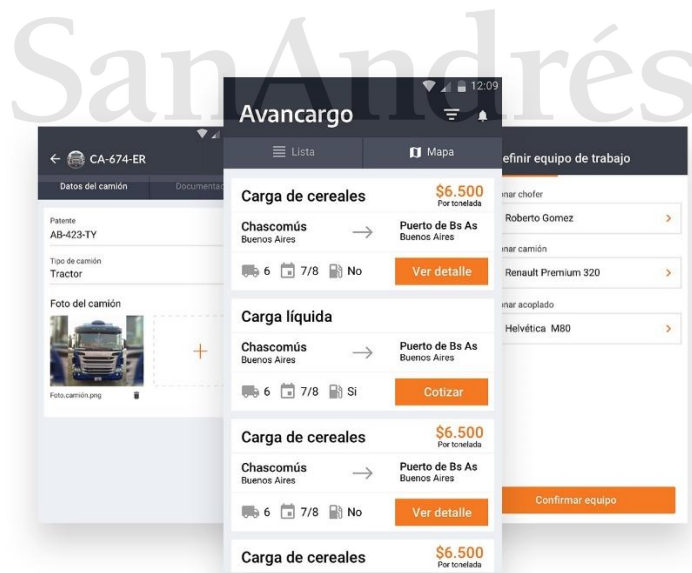 SanAndrés
CA-674-ER
Datos del camión
Patente
AB-423-TY
Tipo de camión
Tractor
Foto del camión
+
Foto.camión.png
12:09
Avancargo
Lista
Mapa
Carga de cereales
$6.500
Por tonelada
Chascomús
Buenos Aires
Puerto de Bs As
Buenos Aires
6
7/8
No
Ver detalle
Carga líquida
Chascomús
Buenos Aires
Puerto de Bs As
Buenos Aires
6
7/8
Si
Cotizar
Carga de cereales
$6.500
Por tonelada
Chascomús
Buenos Aires
Puerto de Bs As
Buenos Aires
6
7/8
No
Ver detalle
Carga de cereales
$6.500
Por tonelada
equipo de trabajo
chofer
Roberto Gomez
camión
Renault Premium 320
acoplado
Helvética M80
Confirmar equipo